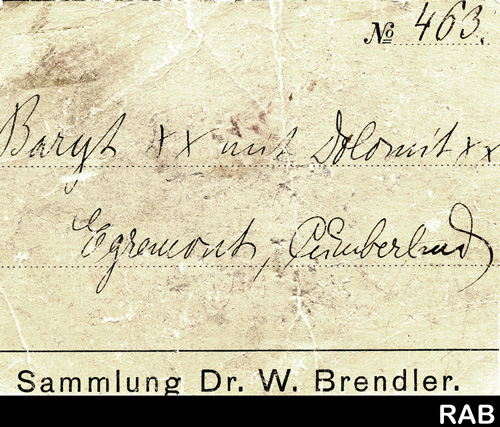 № 463.
Baryt xx mit Dolomit xx
Egremont, Cumberland
Sammlung Dr. W. Brendler.
RAB